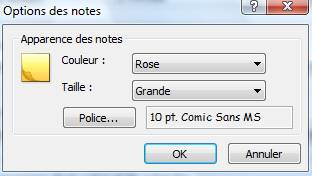 Options des notes
Apparence des notes
Couleur : Rose
Taille : Grande
Police... 10 pt. Comic Sans MS
OK Annuler